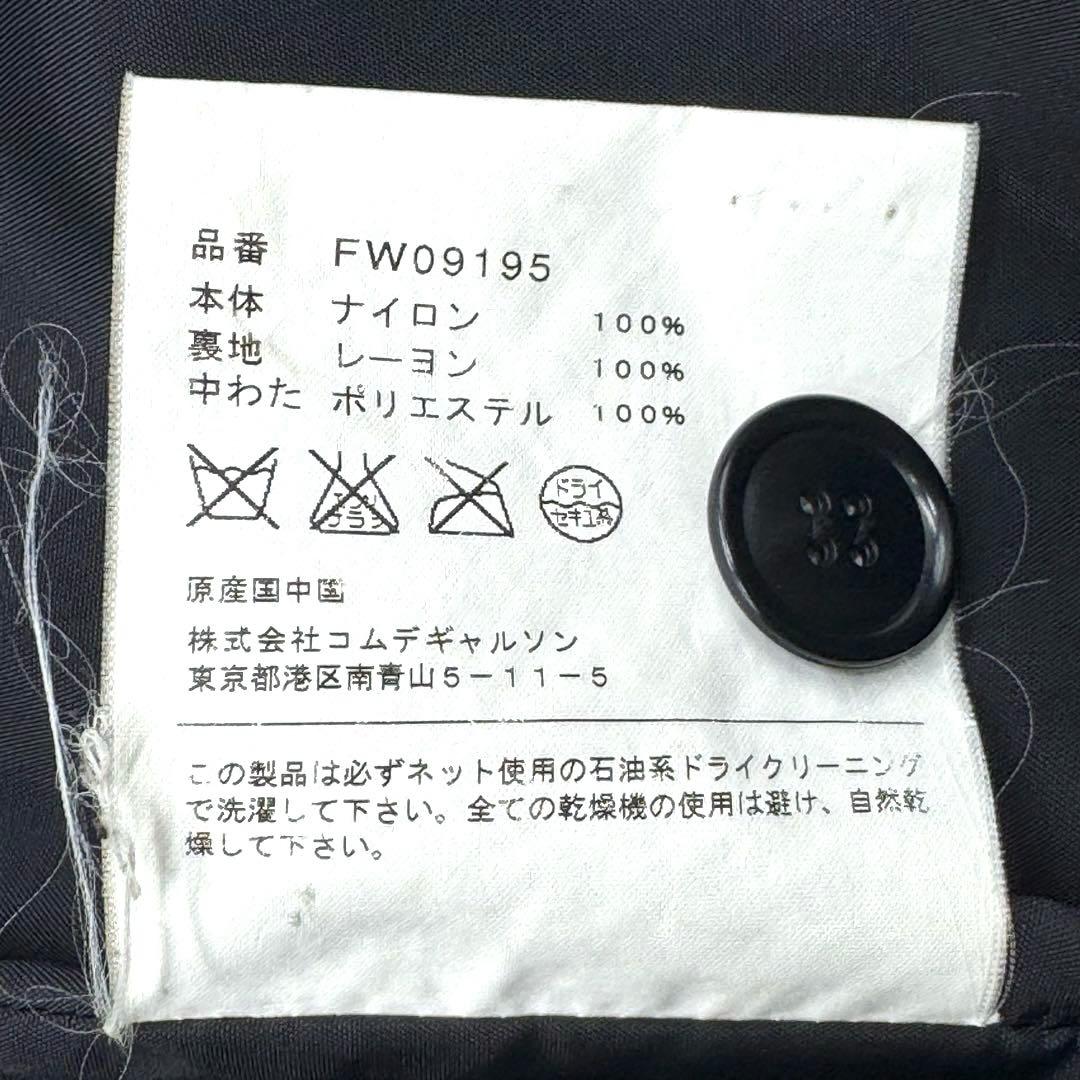 品番 FW09195
本体 ナイロン 100%
裏地 レーヨン 100%
中わた ポリエステル 100%
エンソ
サラシ
ドライ
セキユ系
原産国中国
株式会社コムデギャルソン
東京都港区南青山5-11-5
この製品は必ずネット使用の石油系ドライクリーニング
で洗濯して下さい。全ての乾燥機の使用は避け、自然乾
燥して下さい。